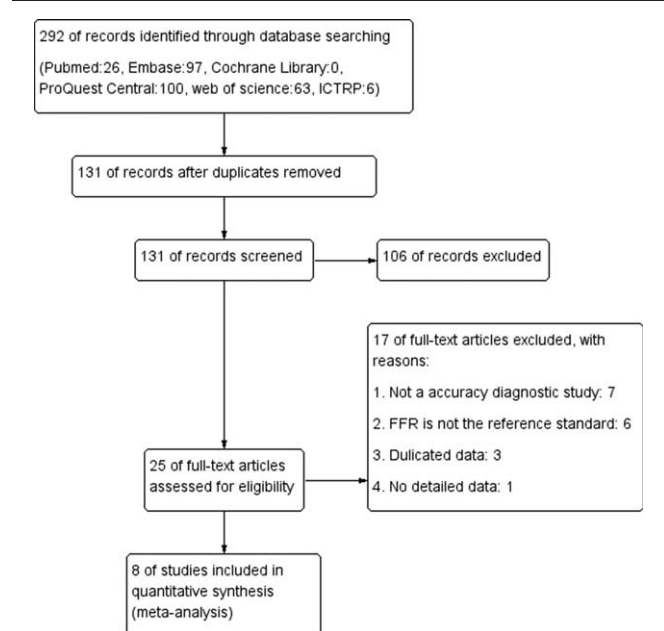 292 of records identified through database searching
(Pubmed:26, Embase:97, Cochrane Library:0,
ProQuest Central:100, web of science:63, ICTRP:6)
131 of records after duplicates removed
131 of records screened
106 of records excluded
17 of full-text articles excluded, with
reasons:
1. Not a accuracy diagnostic study: 7
2. FFR is not the reference standard: 6
3. Dulicated data: 3
4. No detailed data: 1
25 of full-text articles
assessed for eligibility
8 of studies included in
quantitative synthesis
(meta-analysis)